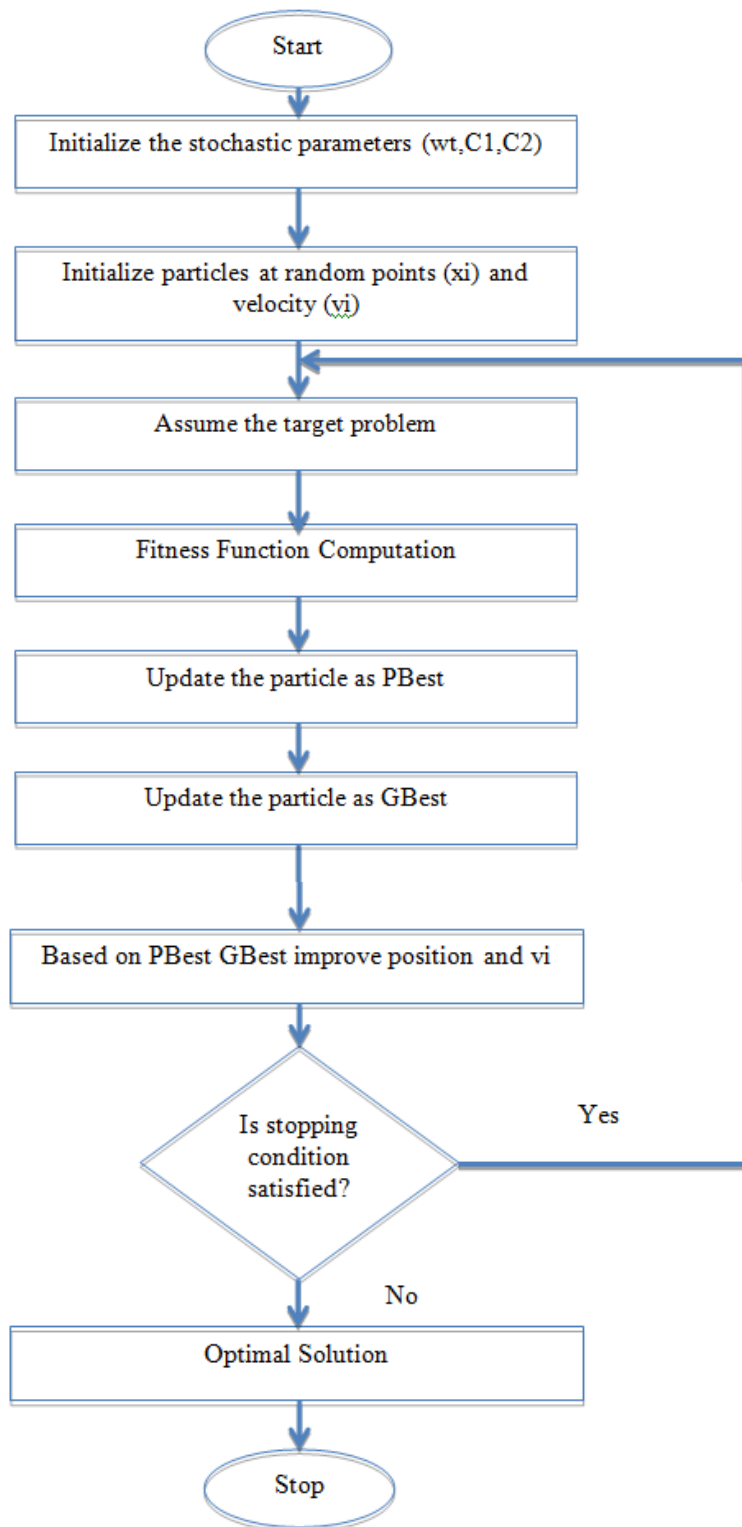 Start
Initialize the stochastic parameters (wt,C1,C2)
Initialize particles at random points (xi) and
velocity (vi)
Assume the target problem
Fitness Function Computation
Update the particle as PBest
Update the particle as GBest
Based on PBest GBest improve position and vi
Is stopping
condition
satisfied?
Yes
No
Optimal Solution
Stop